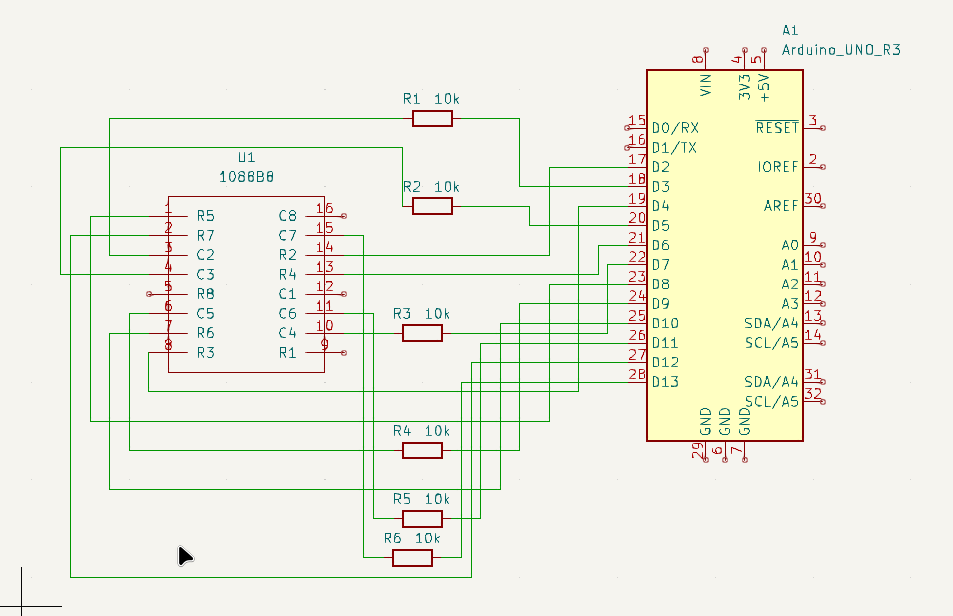 A1
Arduino_UNO_R3
8 VIN
4 3V3
5 +5V
R1 10k
15 D0/RX
RESET 3
16 D1/TX
U1
1088B8
17 D2
IOREF 2
R2 10k
18 D3
19 D4
AREF 30
1 R5
C8 16
20 D5
2 R7
C7 15
21 D6
A0 9
3 C2
R2 14
22 D7
A1 10
4 C3
R4 13
23 D8
A2 11
5 R8
C1 12
24 D9
A3 12
6 C5
C6 11
R3 10k
25 D10
SDA/A4 13
7 R6
C4 10
26 D11
SCL/A5 14
8 R3
R1 9
27 D12
28 D13
SDA/A4 31
SCL/A5 32
29 GND
6 GND
7 GND
R4 10k
R5 10k
R6 10k